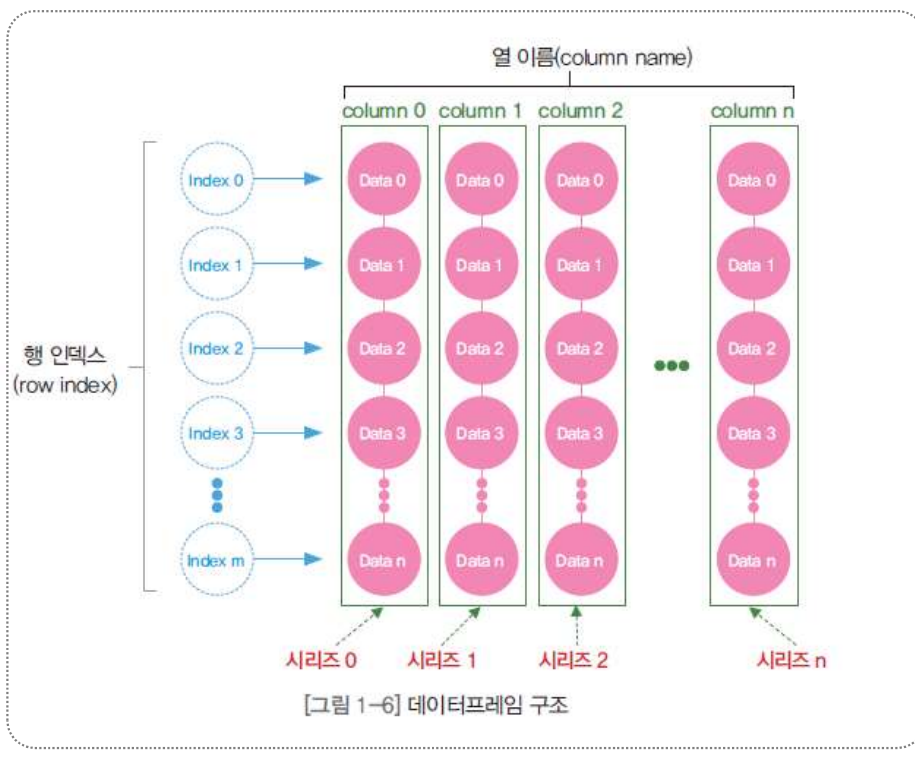 열 이름(column name)
column 0 column 1 column 2 column n
Index 0 Data 0 Data 0 Data 0 Data 0
Index 1 Data 1 Data 1 Data 1 Data 1
Index 2 Data 2 Data 2 Data 2 Data 2
행 인덱스
(row index)
Index 3 Data 3 Data 3 Data 3 Data 3
Index m Data n Data n Data n Data n
시리즈 0 시리즈 1 시리즈 2 시리즈 n
[그림 1-6] 데이터프레임 구조